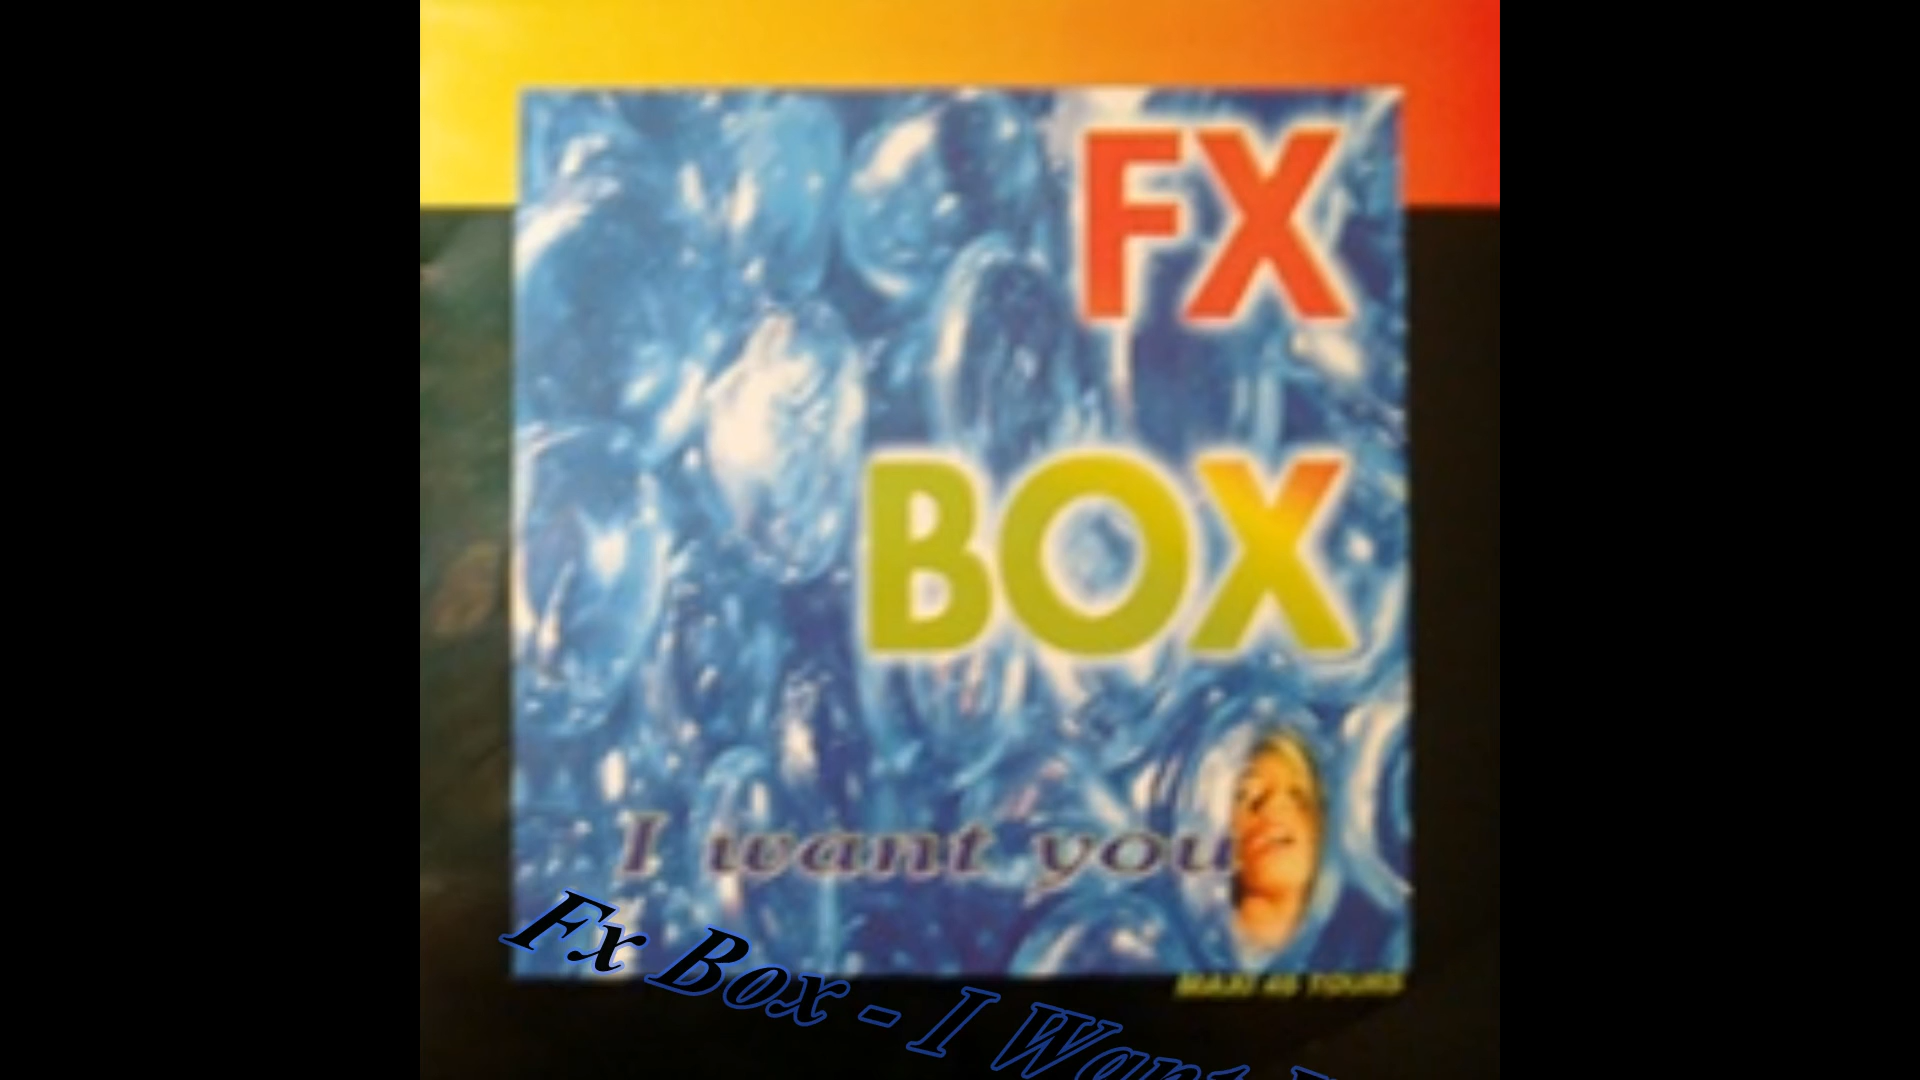 FX
BOX
I want you
MAXI 45 TOURS
Fx Box - I Want